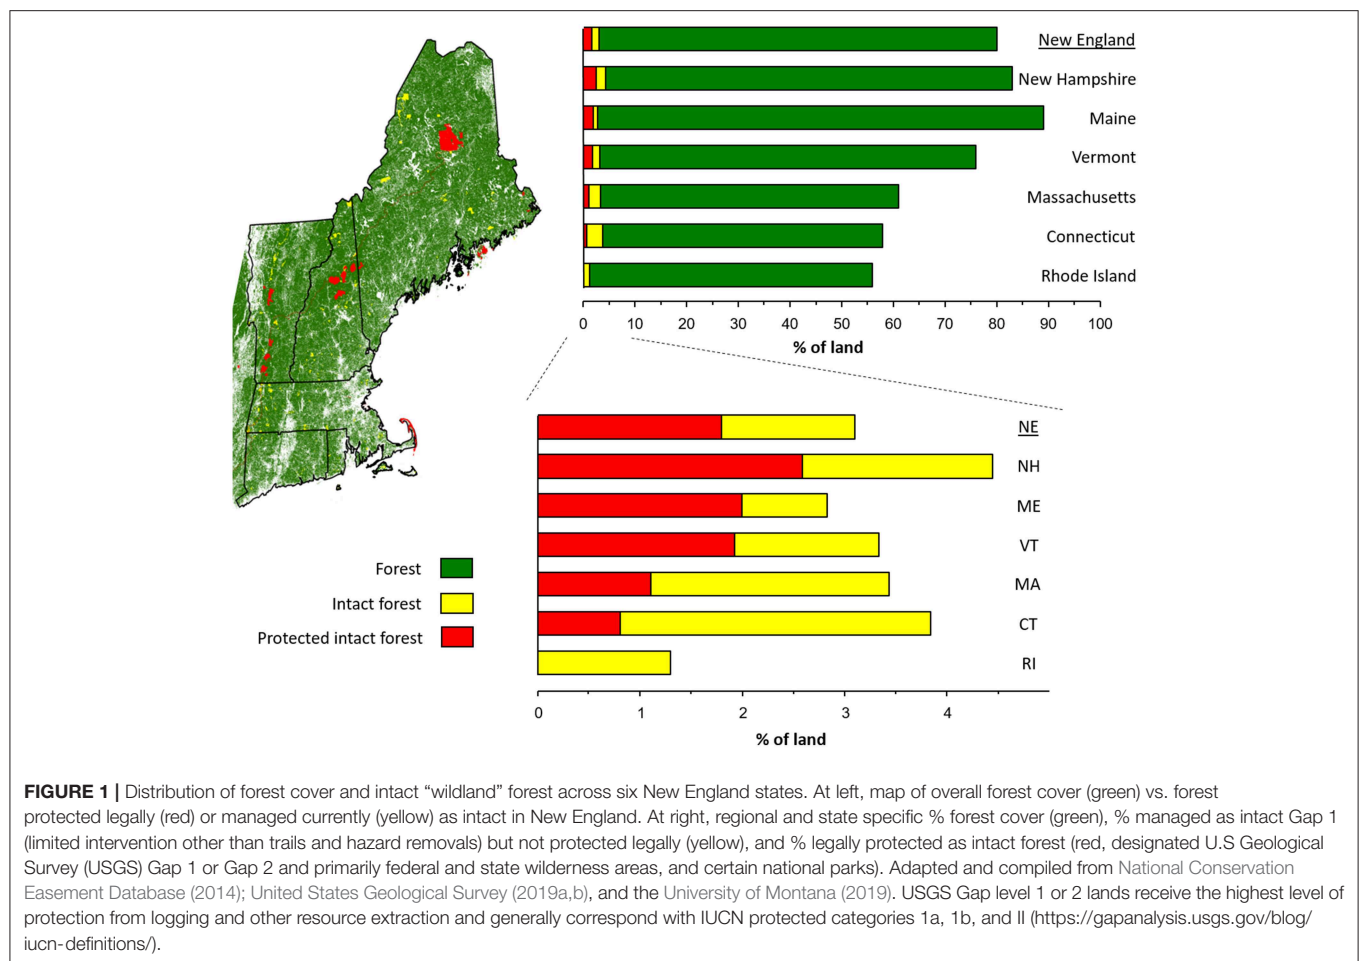 New England
New Hampshire
Maine
Vermont
Massachusetts
Connecticut
Rhode Island
0 10 20 30 40 50 60 70 80 90 100
% of land
NE
NH
ME
VT
MA
CT
RI
0 1 2 3 4
% of land
Forest
Intact forest
Protected intact forest
FIGURE 1 | Distribution of forest cover and intact “wildland” forest across six New England states. At left, map of overall forest cover (green) vs. forest
protected legally (red) or managed currently (yellow) as intact in New England. At right, regional and state specific % forest cover (green), % managed as intact Gap 1
(limited intervention other than trails and hazard removals) but not protected legally (yellow), and % legally protected as intact forest (red, designated U.S Geological
Survey (USGS) Gap 1 or Gap 2 and primarily federal and state wilderness areas, and certain national parks). Adapted and compiled from National Conservation
Easement Database (2014); United States Geological Survey (2019a,b), and the University of Montana (2019). USGS Gap level 1 or 2 lands receive the highest level of
protection from logging and other resource extraction and generally correspond with IUCN protected categories 1a, 1b, and II (https://gapanalysis.usgs.gov/blog/
iucn-definitions/).